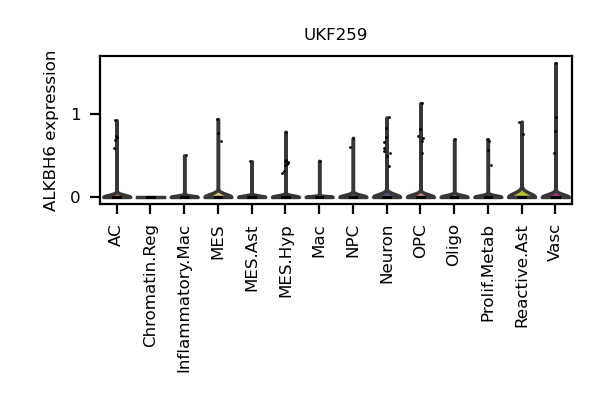 UKF259
ALKBH6 expression
1
0
AC
Chromatin.Reg
Inflammatory.Mac
MES
MES.Ast
MES.Hyp
Mac
NPC
Neuron
OPC
Oligo
Prolif.Metab
Reactive.Ast
Vasc